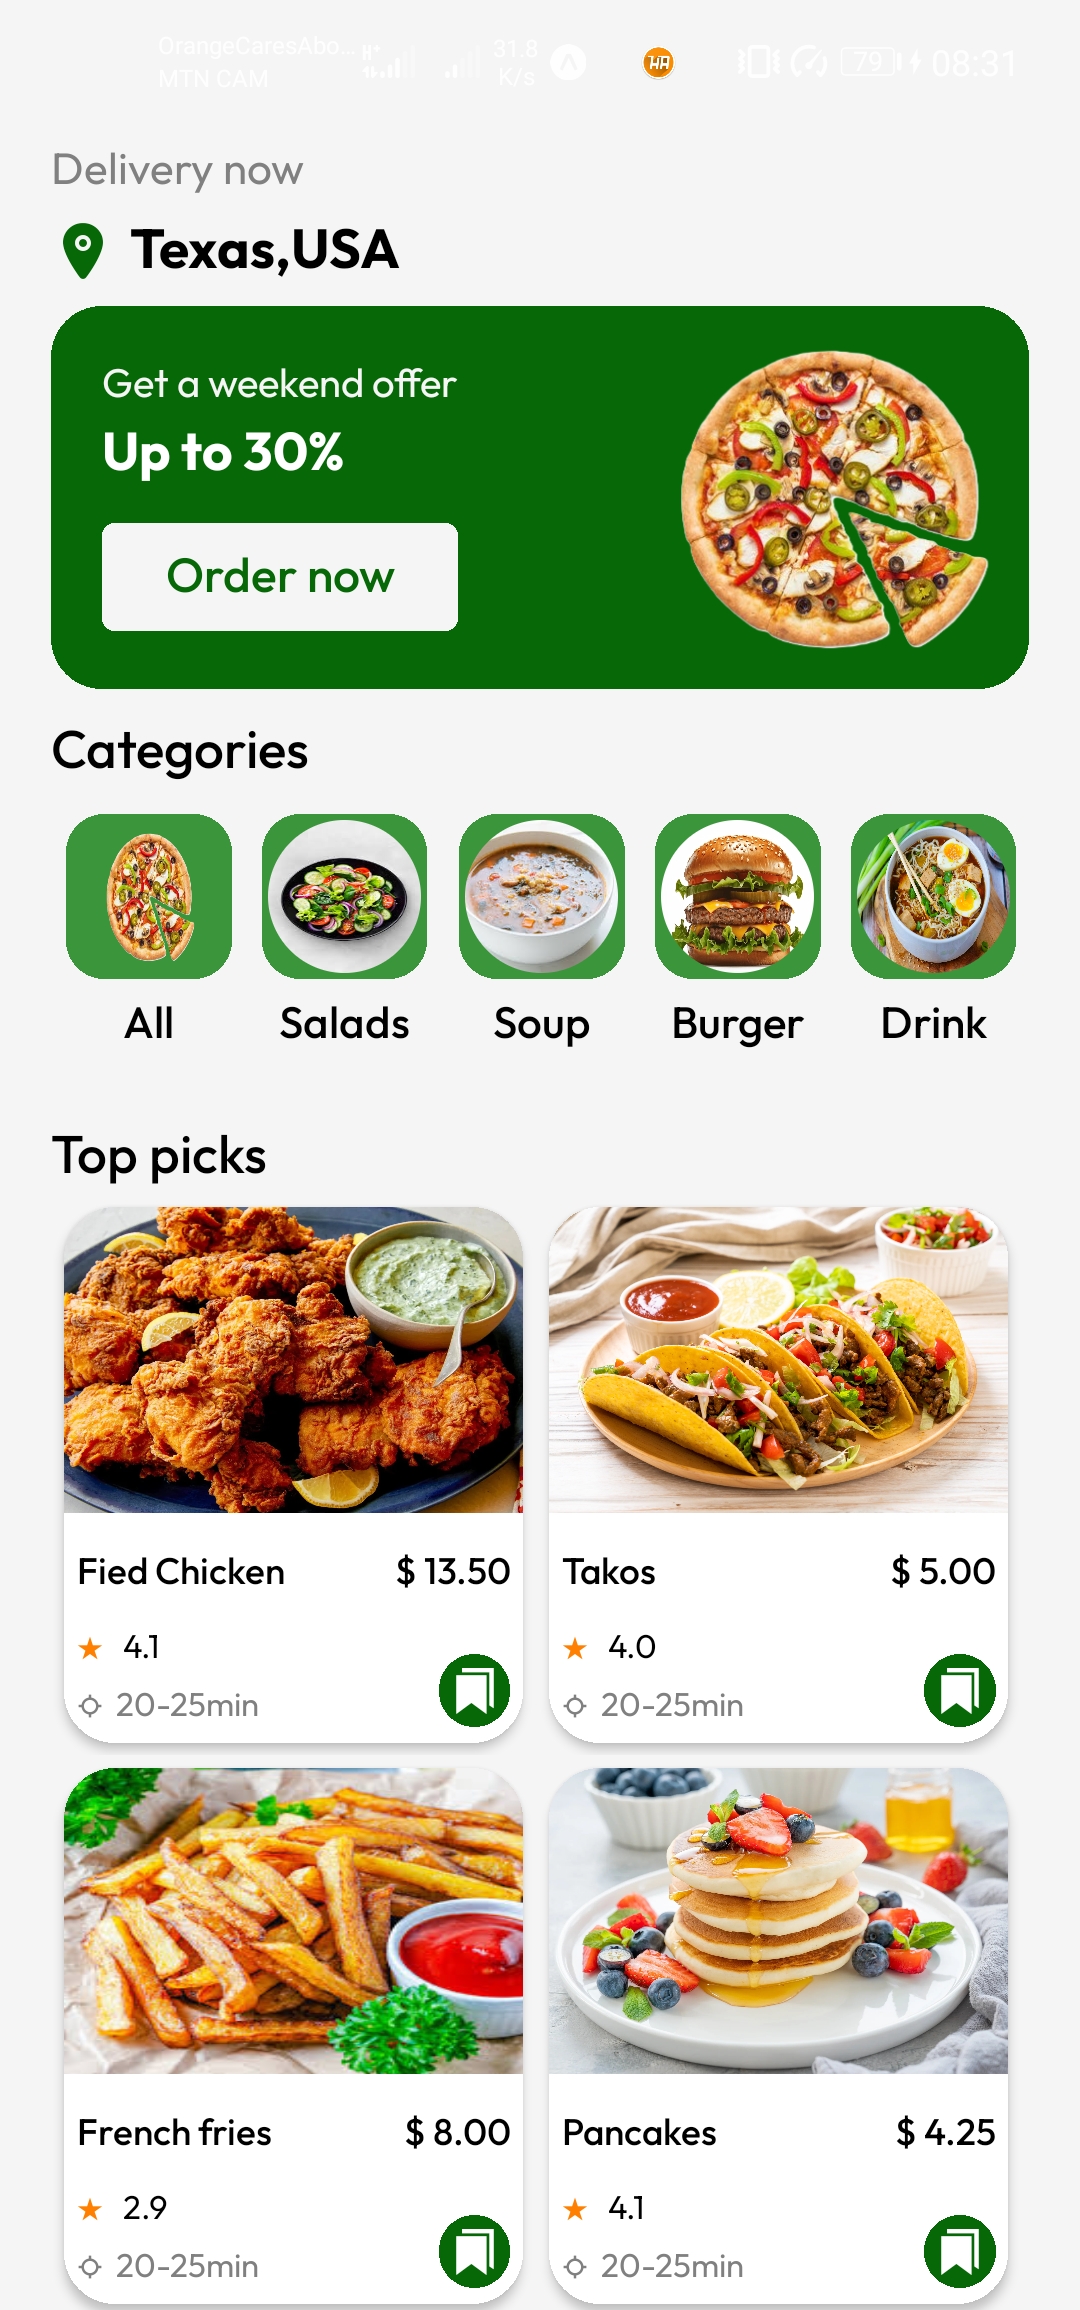 OrangeCaresAbo...
MTN CAM
31.8
K/s
79
08:31
Delivery now
Texas,USA
Get a weekend offer
Up to 30%
Order now
Categories
All Salads Soup Burger Drink
Top picks
Fied Chicken $ 13.50
4.1
20-25min
Takos $ 5.00
4.0
20-25min
French fries $ 8.00
2.9
20-25min
Pancakes $ 4.25
4.1
20-25min